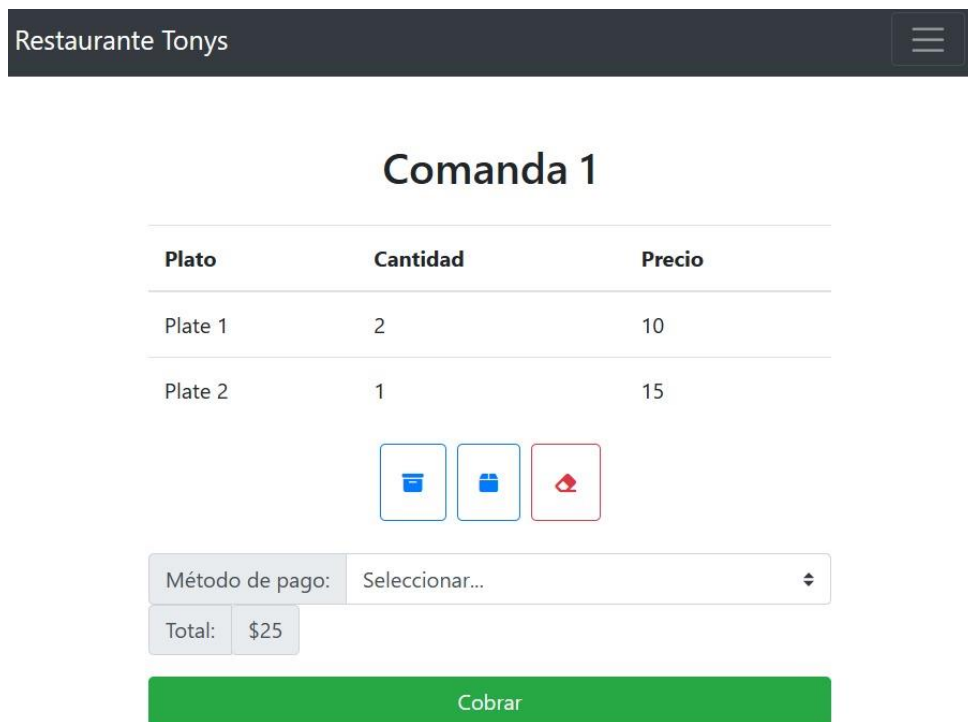 Restaurante Tonys
Comanda 1
Plato Cantidad Precio
Plate 1 2 10
Plate 2 1 15
Método de pago: Seleccionar...
Total: $25
Cobrar